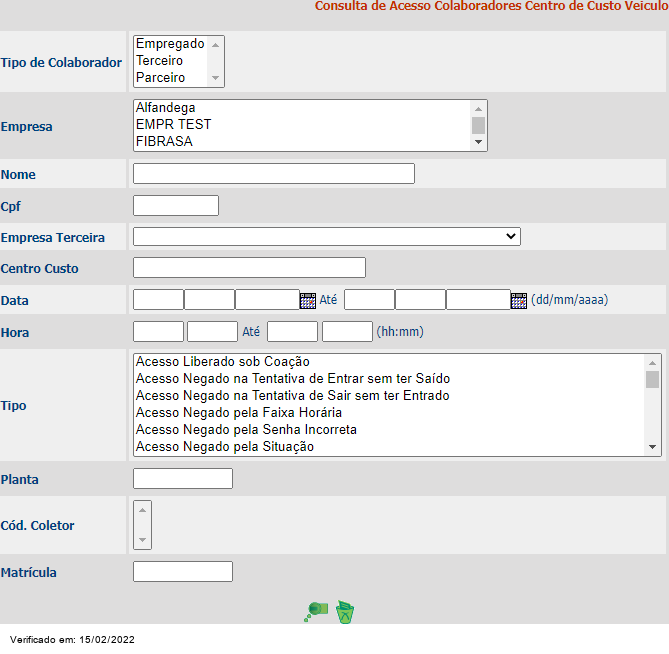 Consulta de Acesso Colaboradores Centro de Custo Veiculo
Tipo de Colaborador
Empregado
Terceiro
Parceiro
Empresa
Alfandega
EMPR TEST
FIBRASA
Nome
Cpf
Empresa Terceira
Centro Custo
Data Até (dd/mm/aaaa)
Hora Até (hh:mm)
Tipo
Acesso Liberado sob Coação
Acesso Negado na Tentativa de Entrar sem ter Saído
Acesso Negado na Tentativa de Sair sem ter Entrado
Acesso Negado pela Faixa Horária
Acesso Negado pela Senha Incorreta
Acesso Negado pela Situação
Planta
Cód. Coletor
Matrícula
Verificado em: 15/02/2022